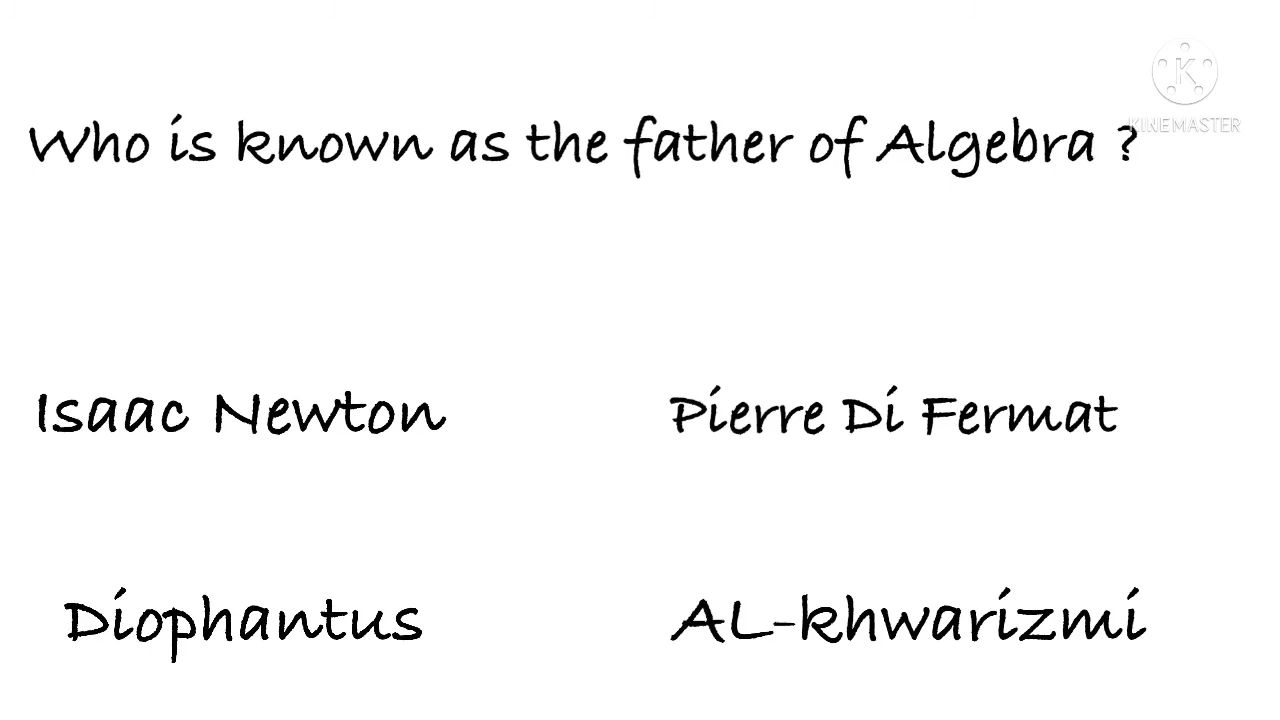 K
KINEMASTER
Who is known as the father of Algebra ?
Isaac Newton
Pierre Di Fermat
Diophantus
AL-khwarizmi